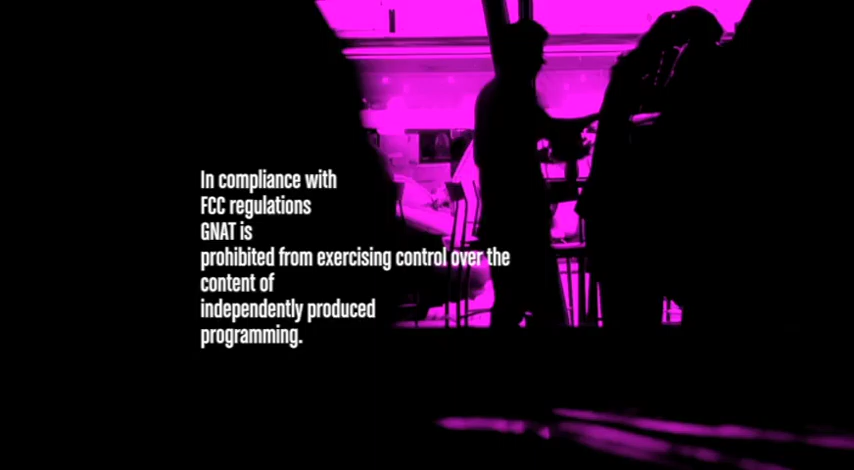 In compliance with
FCC regulations
GNAT is
prohibited from exercising control over the
content of
independently produced
programming.